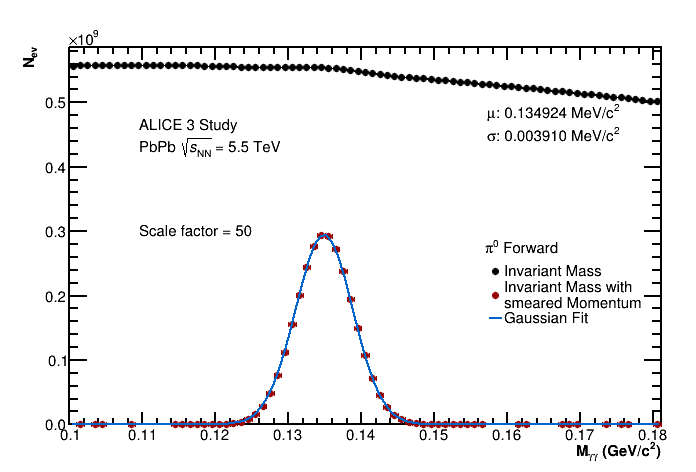 ×10⁹
N_ev
0.5
0.4
0.3
0.2
0.1
0.0
ALICE 3 Study
PbPb √s_NN = 5.5 TeV
Scale factor = 50
μ: 0.134924 MeV/c²
σ: 0.003910 MeV/c²
π⁰ Forward
Invariant Mass
Invariant Mass with
smeared Momentum
Gaussian Fit
0.1 0.11 0.12 0.13 0.14 0.15 0.16 0.17 0.18
M_γγ (GeV/c²)